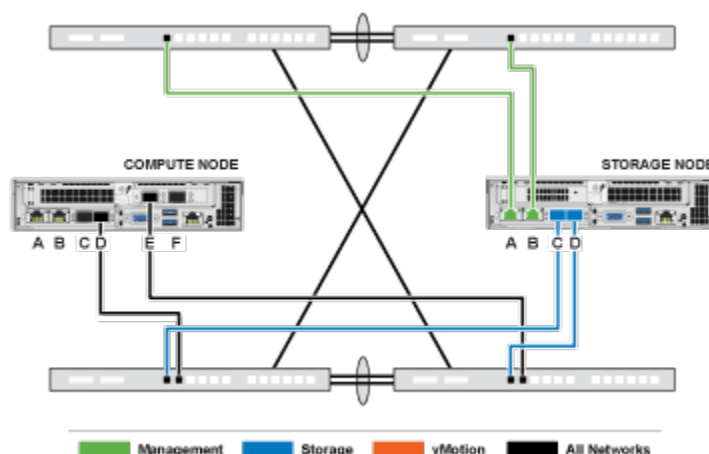 COMPUTE NODE
STORAGE NODE
A B C D E F
A B C D
Management Storage vMotion All Networks